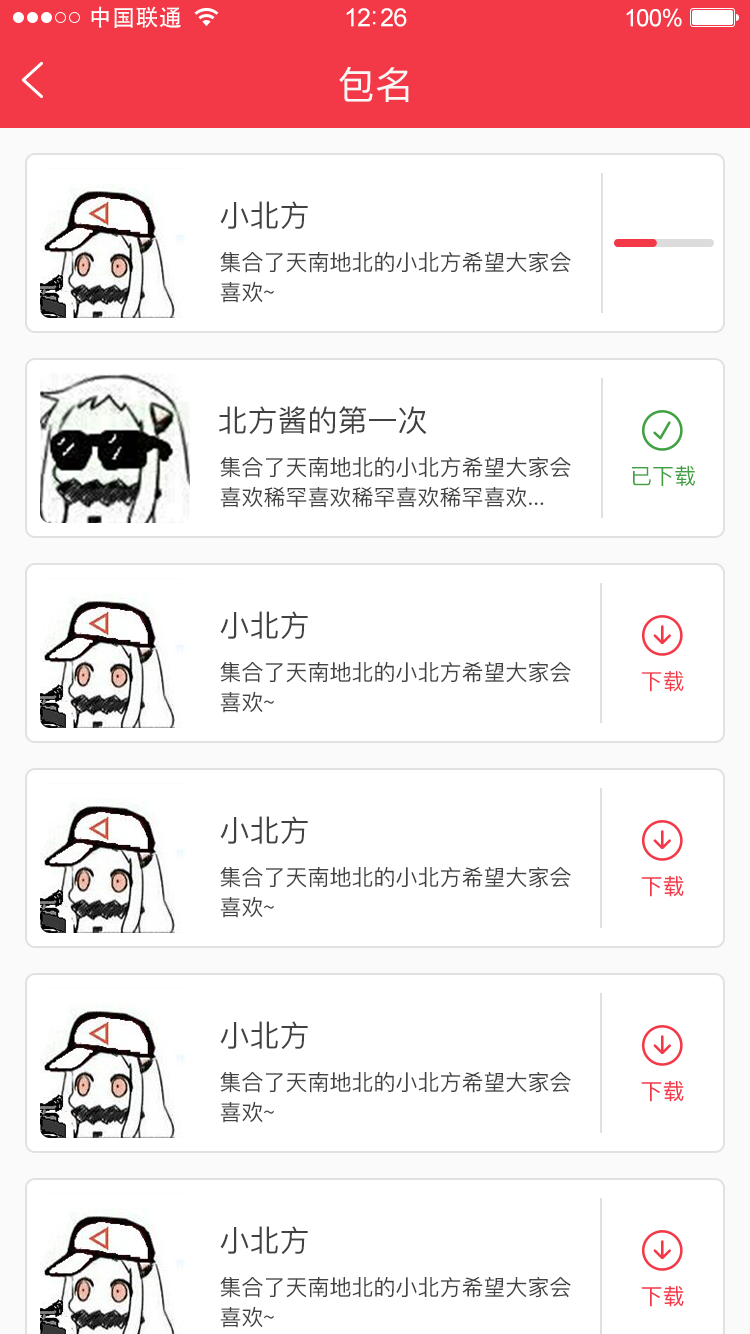 中国联通 12:26 100%
包名
小北方
集合了天南地北的小北方希望大家会
喜欢~
北方酱的第一次
集合了天南地北的小北方希望大家会
喜欢稀罕喜欢稀罕喜欢稀罕喜欢...
已下载
小北方
集合了天南地北的小北方希望大家会
喜欢~
下载
小北方
集合了天南地北的小北方希望大家会
喜欢~
下载
小北方
集合了天南地北的小北方希望大家会
喜欢~
下载
小北方
集合了天南地北的小北方希望大家会
喜欢~
下载